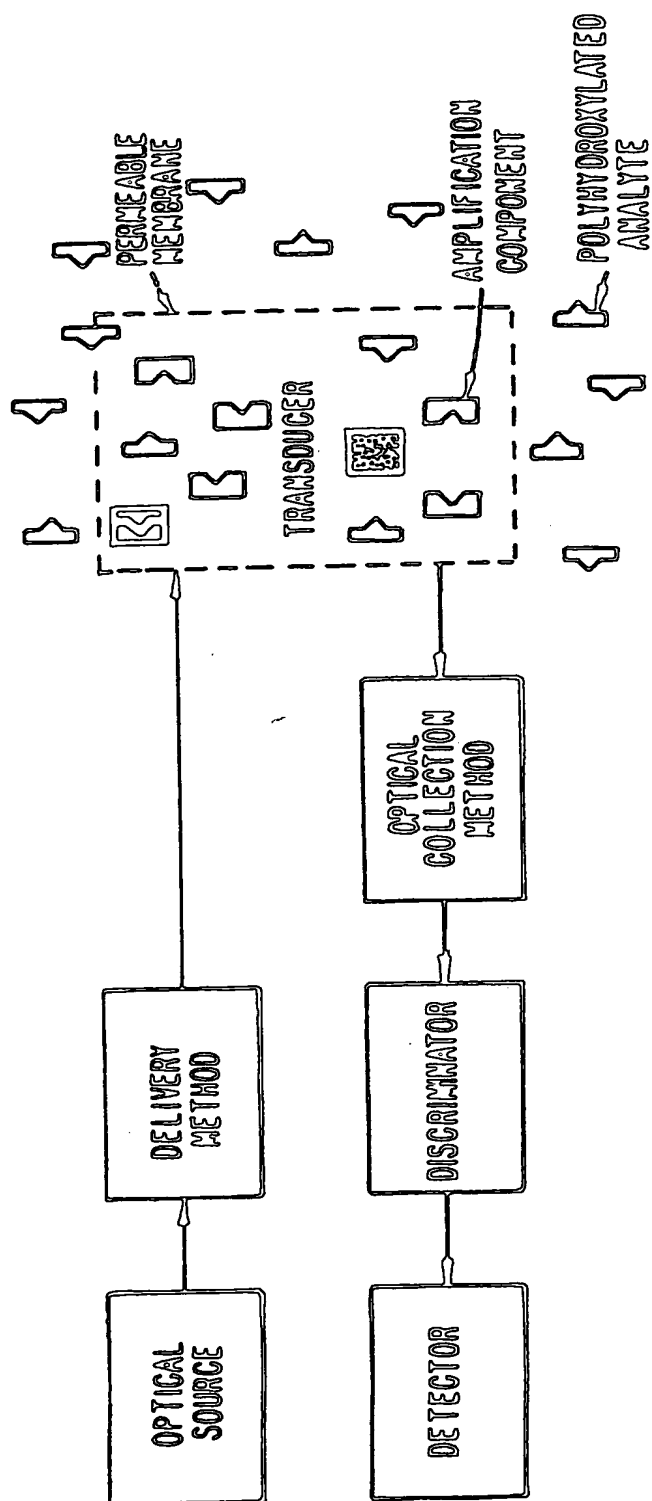 OPTICAL
SOURCE
DELIVERY
METHOD
PERMEABLE
MEMBRANE
TRANSDUCER
AMPLIFICATION
COMPONENT
POLYHYDROXYLATED
ANALYTE
OPTICAL
COLLECTION
METHOD
DISCRIMINATOR
DETECTOR